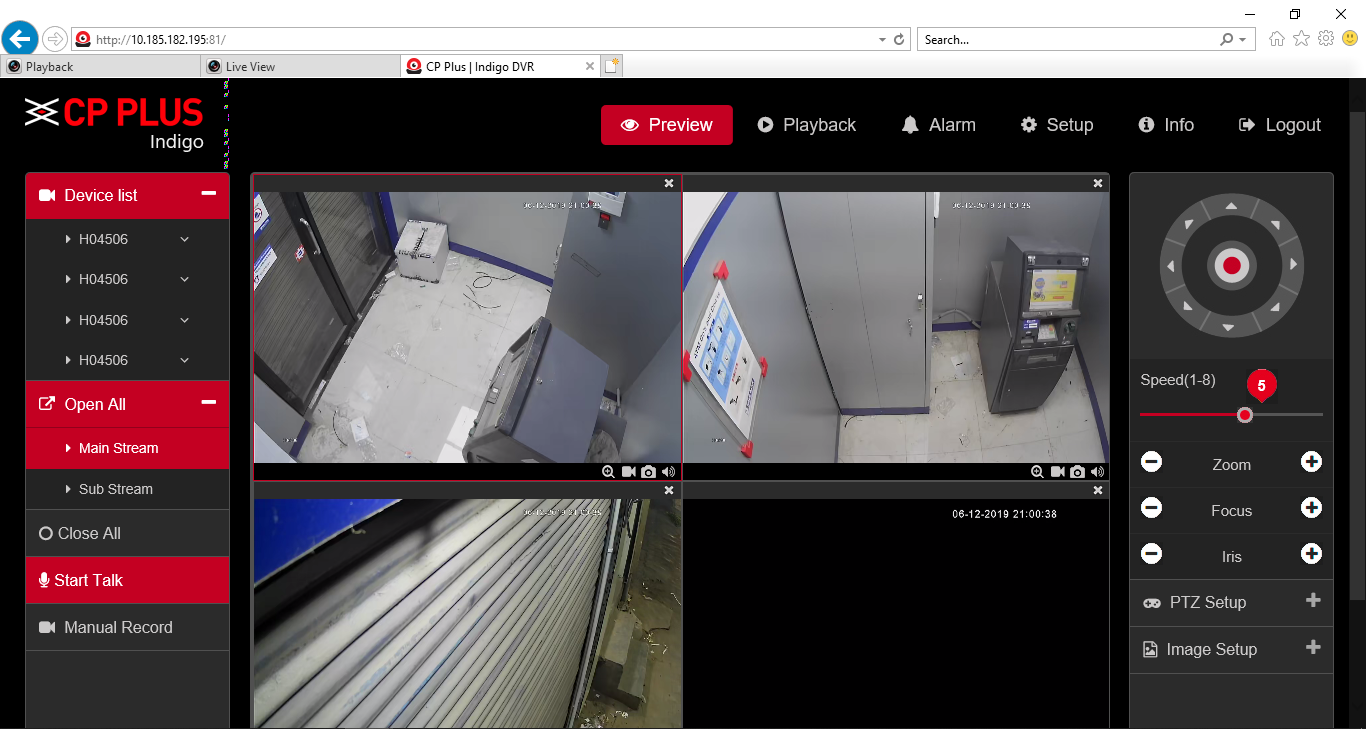 http://10.185.182.195:81/
Search...
Playback
Live View
CP Plus | Indigo DVR
CP PLUS
Indigo
Preview
Playback
Alarm
Setup
Info
Logout
Device list
H04506
H04506
H04506
H04506
Open All
Main Stream
Sub Stream
Close All
Start Talk
Manual Record
06-12-2019 21:00:38
Speed(1-8)
5
Zoom
Focus
Iris
PTZ Setup
Image Setup